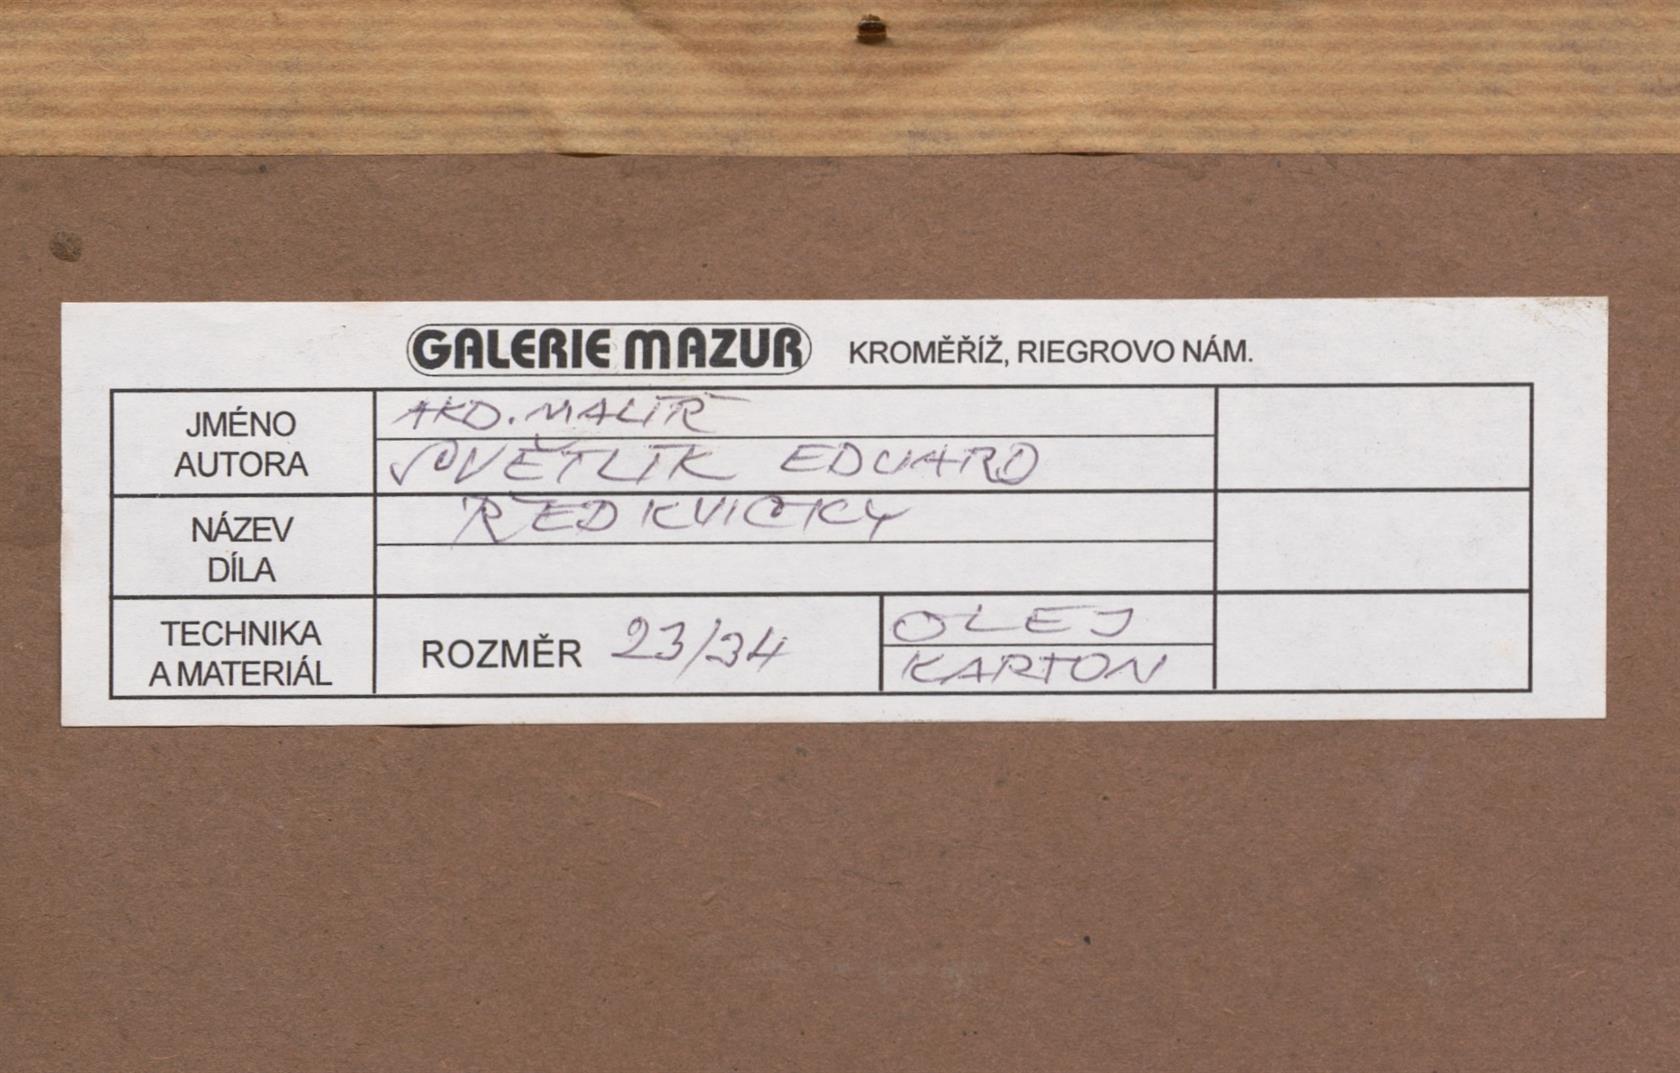 GALERIE MAZUR KROMĚŘÍŽ, RIEGROVO NÁM.
JMÉNO AUTORA
AKD. MALÍŘ
SVĚTLÍK EDUARD
NÁZEV DÍLA
ŘEDKVIČKY
TECHNIKA A MATERIÁL
ROZMĚR 23/34
OLEJ
KARTON